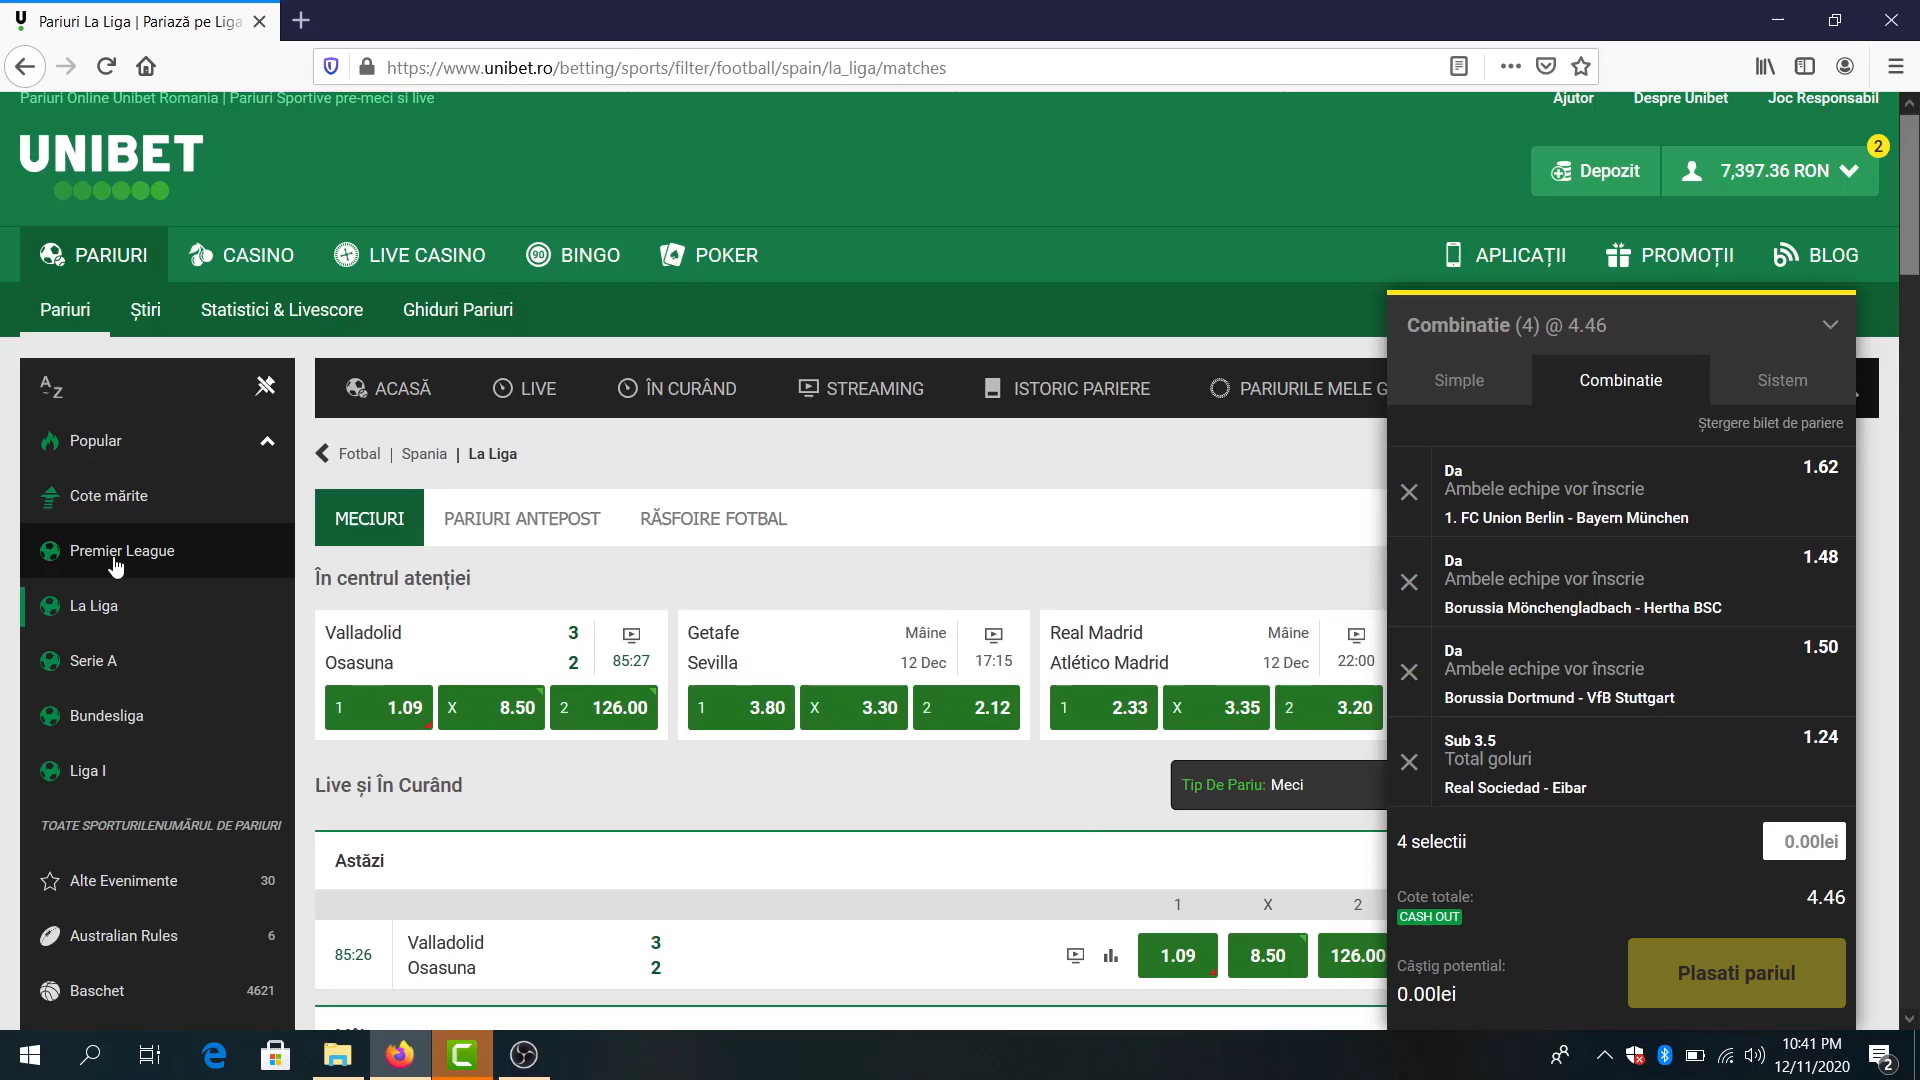 Pariuri La Liga | Pariază pe Liga
https://www.unibet.ro/betting/sports/filter/football/spain/la_liga/matches
Pariuri Online Unibet Romania | Pariuri Sportive pre-meci si live
Ajutor
Despre Unibet
Joc Responsabil
UNIBET
Depozit
7,397.36 RON
2
PARIURI
CASINO
LIVE CASINO
90
BINGO
POKER
APLICAȚII
PROMOȚII
BLOG
Pariuri
Știri
Statistici & Livescore
Ghiduri Pariuri
A~Z
Popular
Cote mărite
Premier League
La Liga
Serie A
Bundesliga
Liga I
TOATE SPORTURILENUMĂRUL DE PARIURI
Alte Evenimente 30
Australian Rules 6
Baschet 4621
ACASĂ
LIVE
ÎN CURÂND
STREAMING
ISTORIC PARIERE
PARIURILE MELE G
Fotbal | Spania | La Liga
MECIURI
PARIURI ANTEPOST
RĂSFOIRE FOTBAL
În centrul atenției
Valladolid 3
Osasuna 2 85:27
1 1.09 X 8.50 2 126.00
Getafe Mâine
Sevilla 12 Dec 17:15
1 3.80 X 3.30 2 2.12
Real Madrid Mâine
Atlético Madrid 12 Dec 22:00
1 2.33 X 3.35 2 3.20
Live și În Curând
Tip De Pariu: Meci
Astăzi
1 X 2
85:26
Valladolid 3
Osasuna 2
1.09 8.50 126.00
Combinatie (4) @ 4.46
Simple
Combinatie
Sistem
Ștergere bilet de pariere
Da 1.62
Ambele echipe vor înscrie
1. FC Union Berlin - Bayern München
Da 1.48
Ambele echipe vor înscrie
Borussia Mönchengladbach - Hertha BSC
Da 1.50
Ambele echipe vor înscrie
Borussia Dortmund - VfB Stuttgart
Sub 3.5 1.24
Total goluri
Real Sociedad - Eibar
4 selectii 0.00lei
Cote totale: 4.46
CASH OUT
Câștig potential:
0.00lei
Plasati pariul
10:41 PM
12/11/2020
2